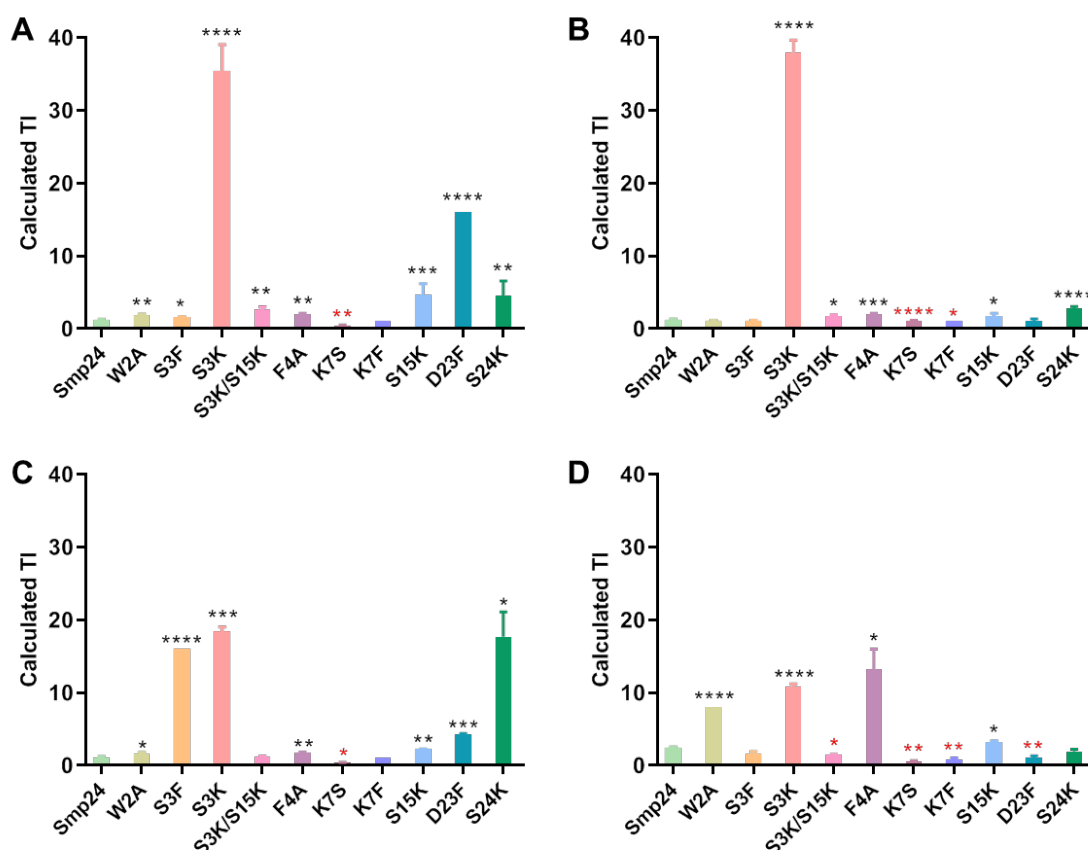 A
Calculated TI
40
30
20
10
0
** * **** ** ** ** *** **** **
Smp24 W2A S3F S3K S3K/S15K F4A K7S K7F S15K D23F S24K
B
Calculated TI
40
30
20
10
0
**** * *** **** * * ****
Smp24 W2A S3F S3K S3K/S15K F4A K7S K7F S15K D23F S24K
C
Calculated TI
40
30
20
10
0
* **** *** ** * ** *** *
Smp24 W2A S3F S3K S3K/S15K F4A K7S K7F S15K D23F S24K
D
Calculated TI
40
30
20
10
0
**** **** * * ** ** * **
Smp24 W2A S3F S3K S3K/S15K F4A K7S K7F S15K D23F S24K